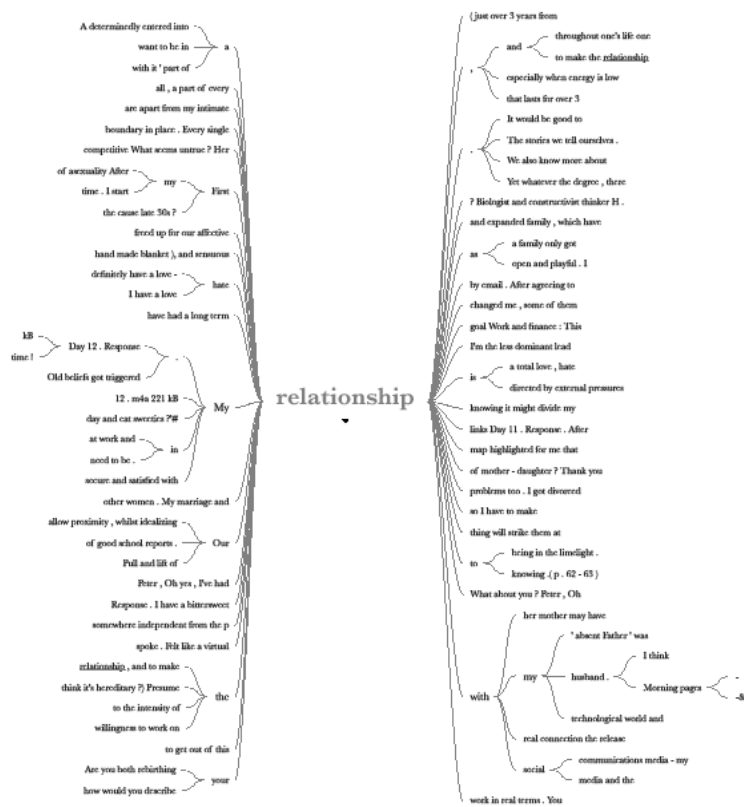 A determinedly entered into
want to be in
with it ' part of
a
all , a part of every
are apart from my intimate
boundary in place . Every single
competitive What seems untrue ? Her
of asexuality After
time . I start
my
the cause late 30s ?
First
freed up for our affective
hand made blanket ), and sensuous
definitely have a love -
I have a love
hate
have had a long term
kB
time !
Day 12 . Response
Old beliefs got triggered
.
12 . m4a 221 kB
day and eat sweeties ?'#
at work and
need to be .
in
secure and satisfied with
My
other women . My marriage and
allow proximity , whilst idealizing
of good school reports .
Pull and lift of
Our
Peter , Oh yes , I've had
Response . I have a bittersweet
somewhere independent from the p
spoke . Felt like a virtual
relationship , and to make
think it's hereditary ?) Presume
to the intensity of
willingness to work on
the
to get out of this
Are you both rebirthing
how would you describe
your
relationship
(just over 3 years from
,
and
throughout one's life one
to make the relationship
especially when energy is low
that lasts for over 3
.
It would be good to
The stories we tell ourselves .
We also know more about
Yet whatever the degree , there
? Biologist and constructivist thinker H .
and expanded family , which have
as
a family only got
open and playful . I
by email . After agreeing to
changed me , some of them
goal Work and finance : This
I'm the less dominant lead
is
a total love , hate
directed by external pressures
knowing it might divide my
links Day 11 . Response . After
map highlighted for me that
of mother - daughter ? Thank you
problems too . I got divorced
so I have to make
thing will strike them at
to
being in the limelight .
knowing .( p . 62 - 63 )
What about you ? Peter , Oh
with
her mother may have
my
' absent Father ' was
husband .
I think
Morning pages
-
technological world and
real connection the release
social
communications media - my
media and the
work in real terms . You